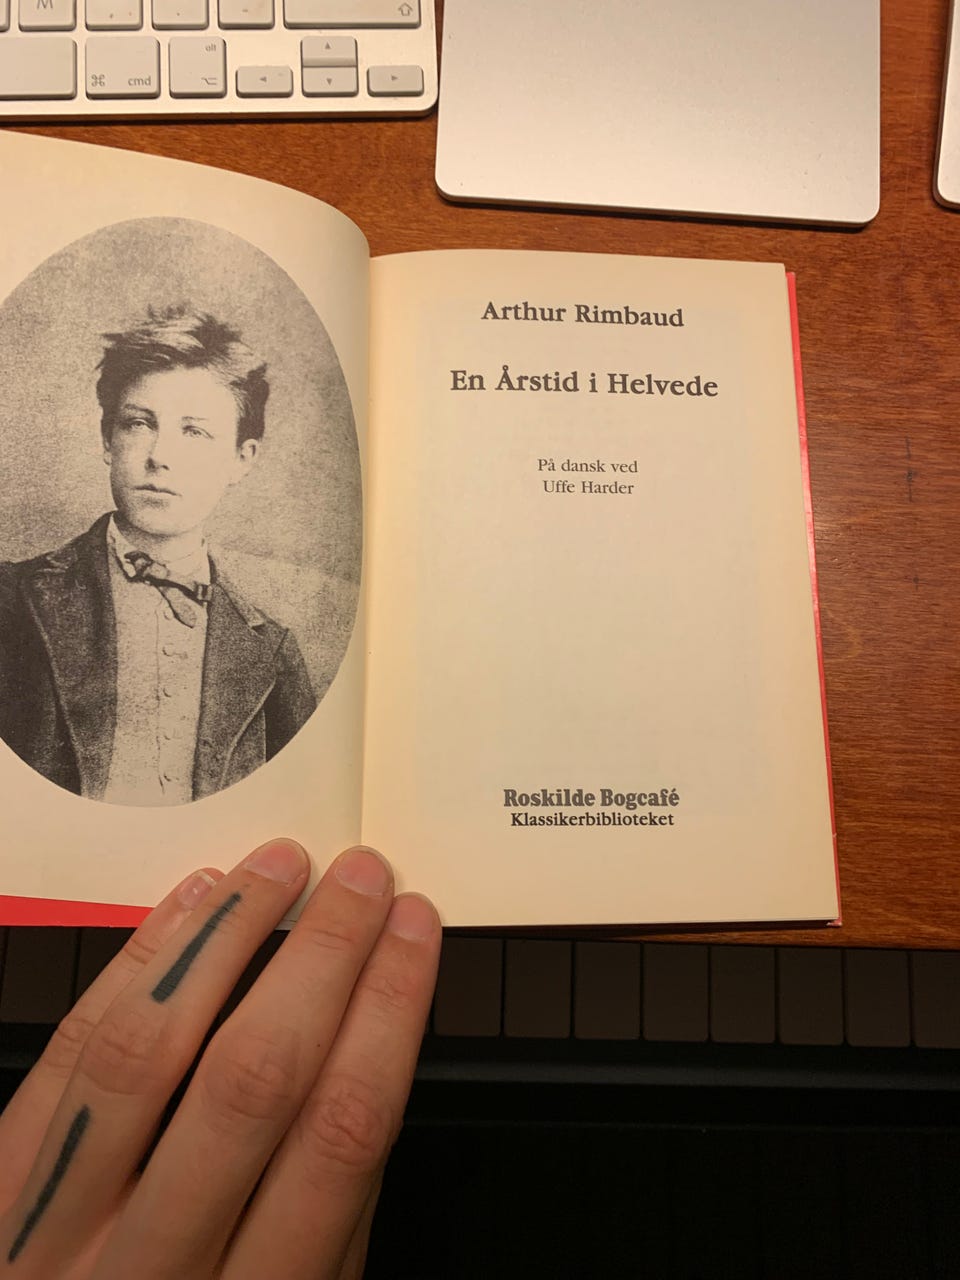 M
alt
⌘ cmd
Arthur Rimbaud
En Årstid i Helvede
På dansk ved
Uffe Harder
Roskilde Bogcafé
Klassikerbiblioteket